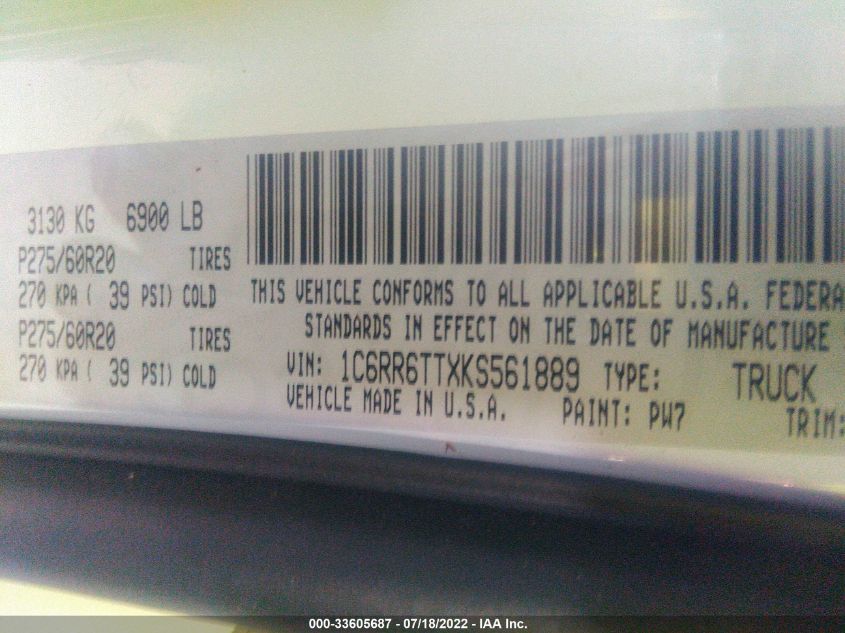 3130 KG 6900 LB
P275/60R20 TIRES
270 KPA ( 39 PSI) COLD
P275/60R20 TIRES
270 KPA ( 39 PSI) COLD
THIS VEHICLE CONFORMS TO ALL APPLICABLE U.S.A. FEDERA
STANDARDS IN EFFECT ON THE DATE OF MANUFACTURE
VIN: 1C6RR6TTXKS561889 TYPE: TRUCK
VEHICLE MADE IN U.S.A. PAINT: PW7 TRIM:
000-33605687 - 07/18/2022 - IAA Inc.